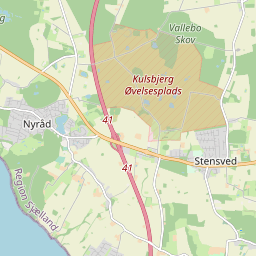 Vallebo
Skov
Kulsbjerg
Øvelsesplads
41
Nyråd
Stensved
41
Region Sjælland